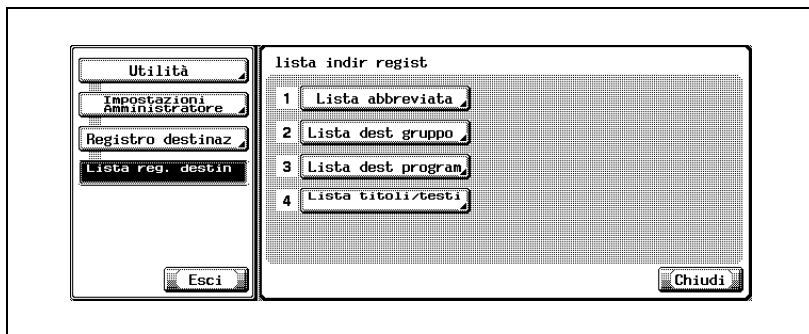 Utilità
Impostazioni
Amministratore
Registro destinaz
Lista reg. destin
Esci
lista indir regist
1 Lista abbreviata
2 Lista dest gruppo
3 Lista dest program
4 Lista titoli/testi
Chiudi